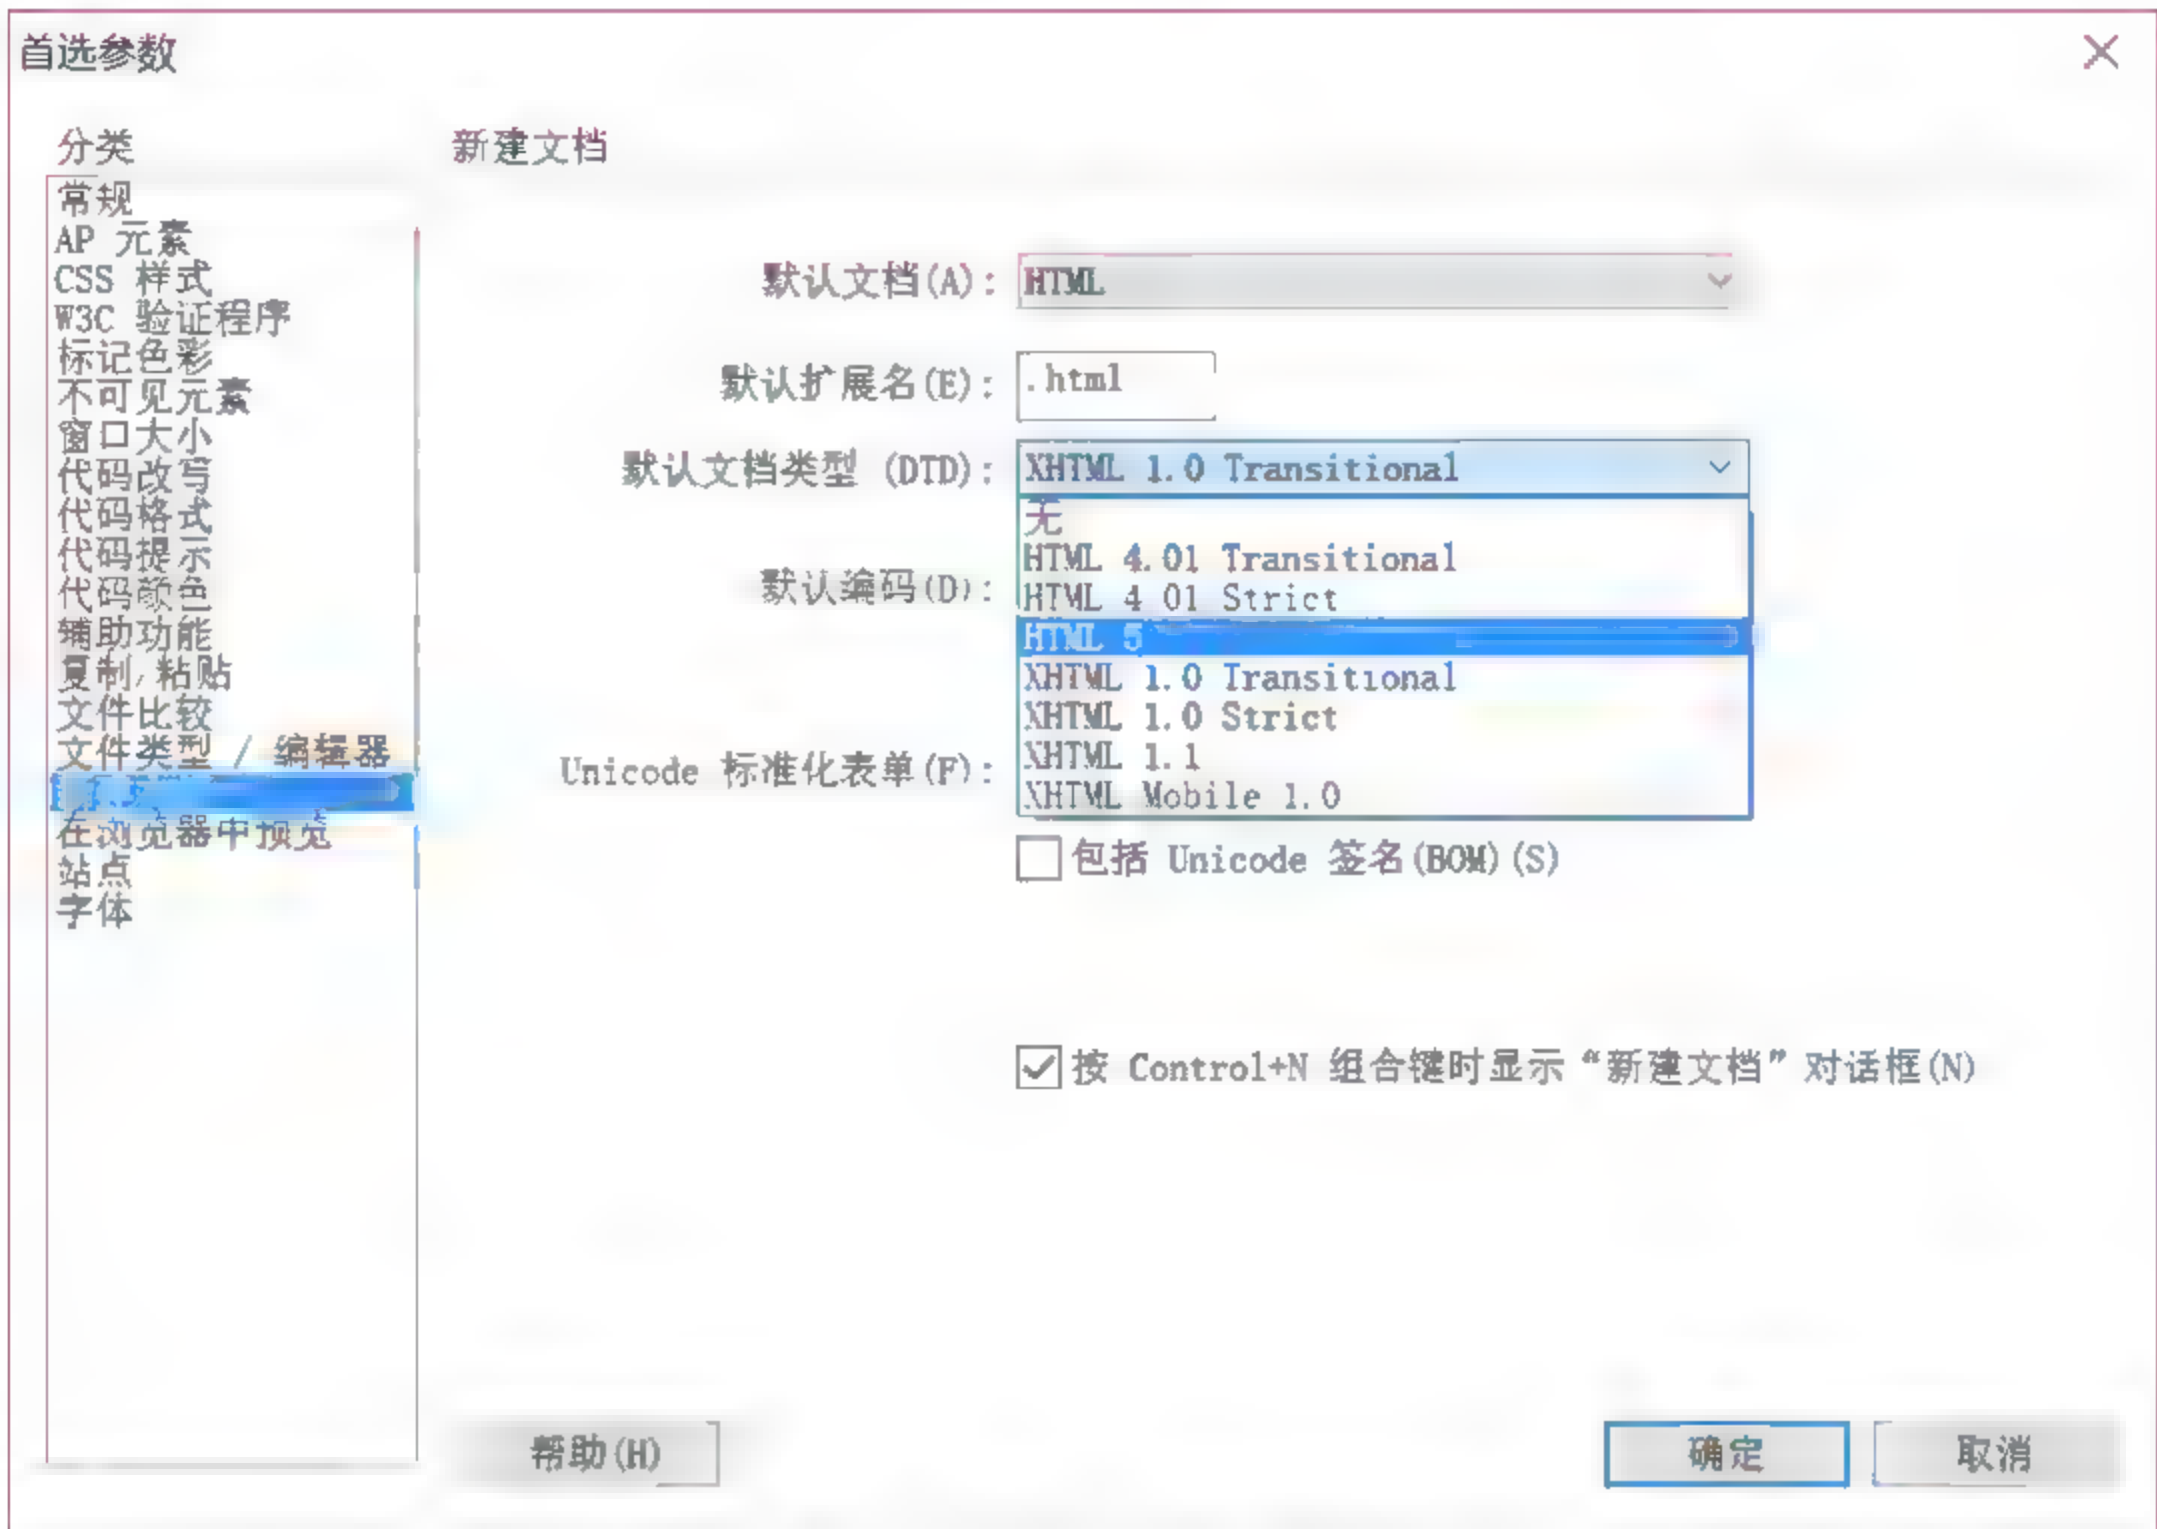 首选参数
分类
新建文档
常规
AP 元素
CSS 样式
W3C 验证程序
标记色彩
不可见元素
窗口大小
代码改写
代码格式
代码提示
代码颜色
辅助功能
复制/粘贴
文件比较
文件类型 / 编辑器
在浏览器中预览
站点
字体
默认文档(A):
HTML
默认扩展名(E):
.html
默认文档类型 (DTD):
XHTML 1.0 Transitional
无
HTML 4.01 Transitional
HTML 4.01 Strict
HTML 5
XHTML 1.0 Transitional
XHTML 1.0 Strict
XHTML 1.1
XHTML Mobile 1.0
默认编码(D):
Unicode 标准化表单(F):
包括 Unicode 签名(BOM)(S)
按 Control+N 组合键时显示“新建文档”对话框(N)
帮助(H)
确定
取消